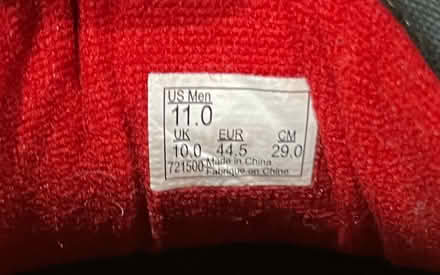 US Men
11.0
UK EUR CM
10.0 44.5 29.0
721500 Made in China
Fabriqué en Chine